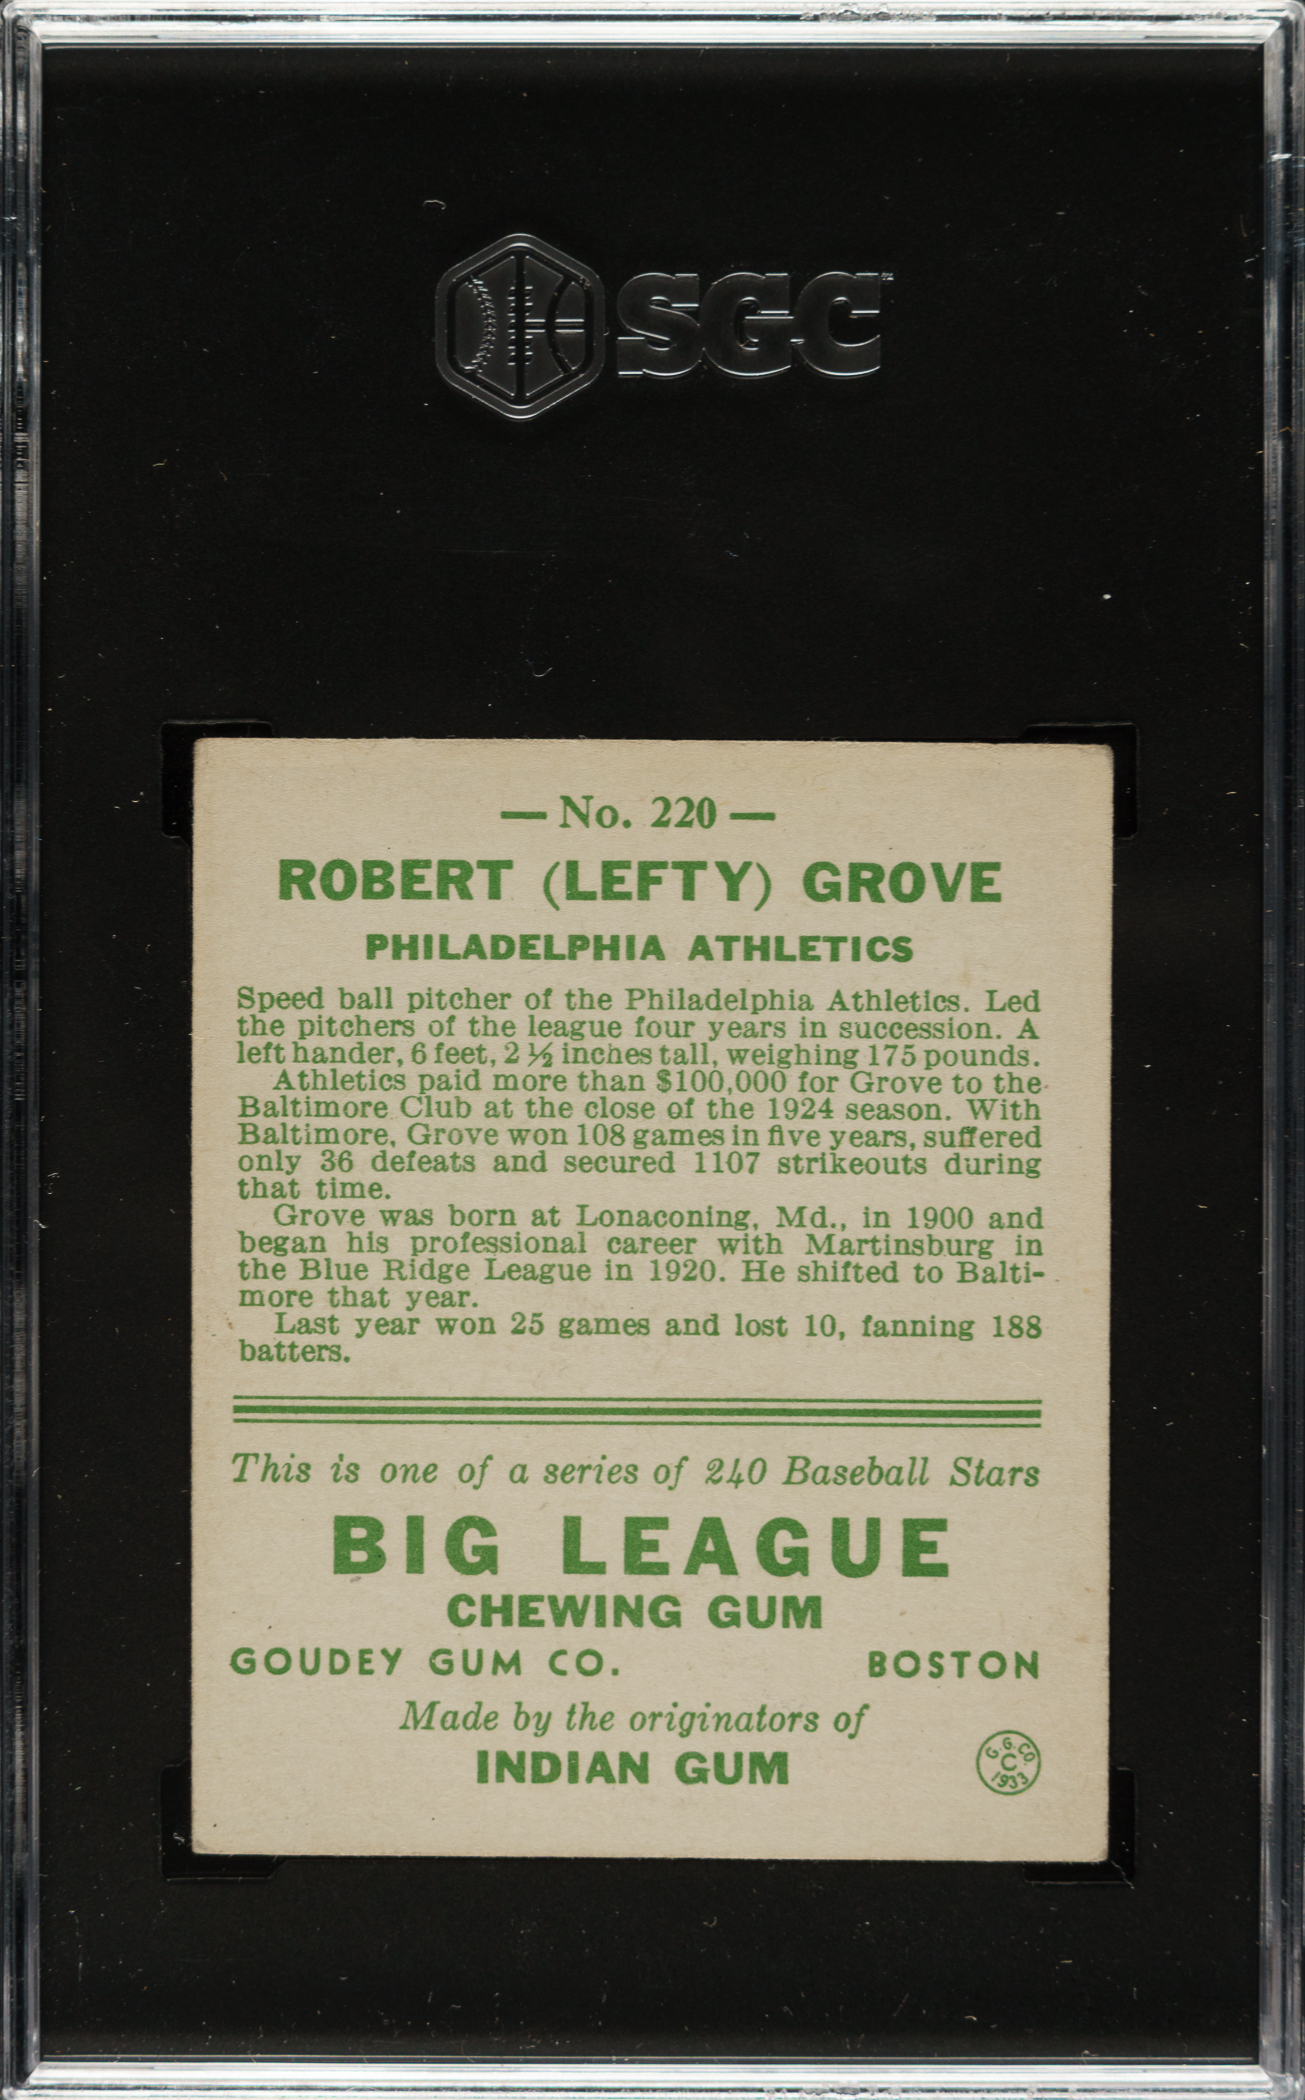 SGC
— No. 220 —
ROBERT (LEFTY) GROVE
PHILADELPHIA ATHLETICS
Speed ball pitcher of the Philadelphia Athletics. Led
the pitchers of the league four years in succession. A
left hander, 6 feet, 2 ½ inches tall, weighing 175 pounds.
Athletics paid more than $100,000 for Grove to the
Baltimore Club at the close of the 1924 season. With
Baltimore, Grove won 108 games in five years, suffered
only 36 defeats and secured 1107 strikeouts during
that time.
Grove was born at Lonaconing, Md., in 1900 and
began his professional career with Martinsburg in
the Blue Ridge League in 1920. He shifted to Balti-
more that year.
Last year won 25 games and lost 10, fanning 188
batters.
This is one of a series of 240 Baseball Stars
BIG LEAGUE
CHEWING GUM
GOUDEY GUM CO. BOSTON
Made by the originators of
INDIAN GUM
G. G. CO.
C
1933